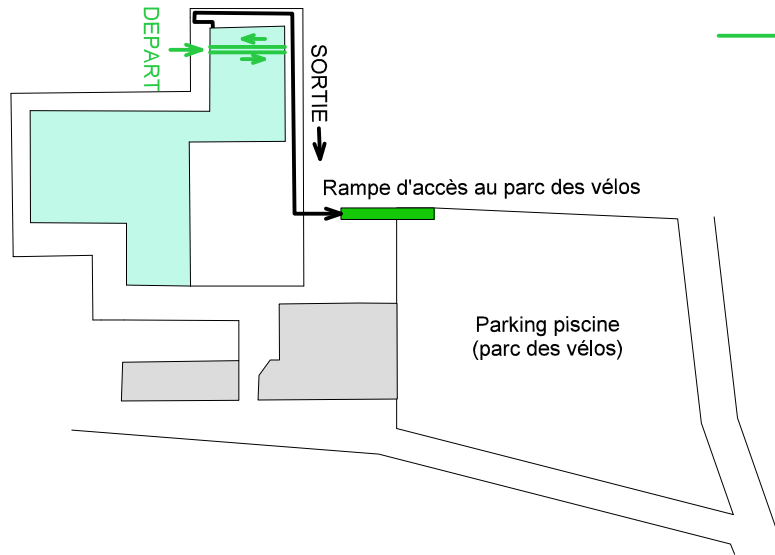 DEPART
SORTIE
Rampe d'accès au parc des vélos
Parking piscine
(parc des vélos)